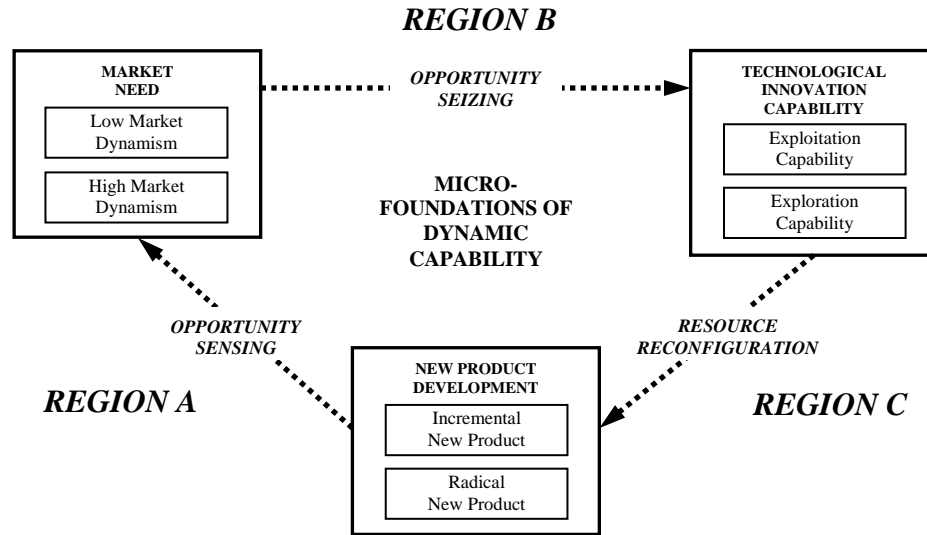 REGION B
MARKET
NEED
Low Market
Dynamism
High Market
Dynamism
OPPORTUNITY
SEIZING
TECHNOLOGICAL
INNOVATION
CAPABILITY
Exploitation
Capability
Exploration
Capability
MICRO-
FOUNDATIONS OF
DYNAMIC
CAPABILITY
OPPORTUNITY
SENSING
RESOURCE
RECONFIGURATION
REGION A
NEW PRODUCT
DEVELOPMENT
Incremental
New Product
Radical
New Product
REGION C